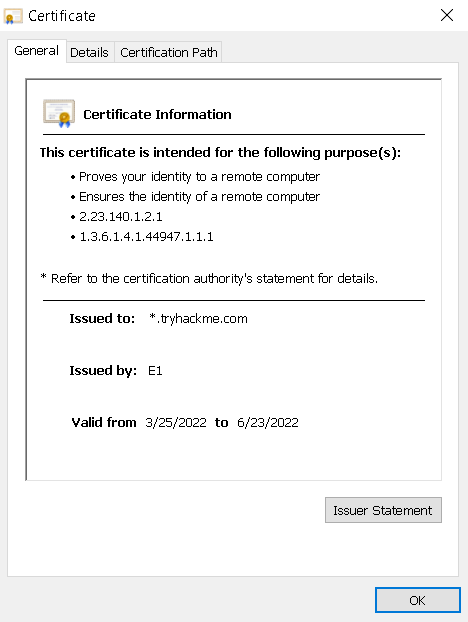 Certificate
General
Details
Certification Path
Certificate Information
This certificate is intended for the following purpose(s):
• Proves your identity to a remote computer
• Ensures the identity of a remote computer
• 2.23.140.1.2.1
• 1.3.6.1.4.1.44947.1.1.1
* Refer to the certification authority's statement for details.
Issued to: *.tryhackme.com
Issued by: E1
Valid from 3/25/2022 to 6/23/2022
Issuer Statement
OK